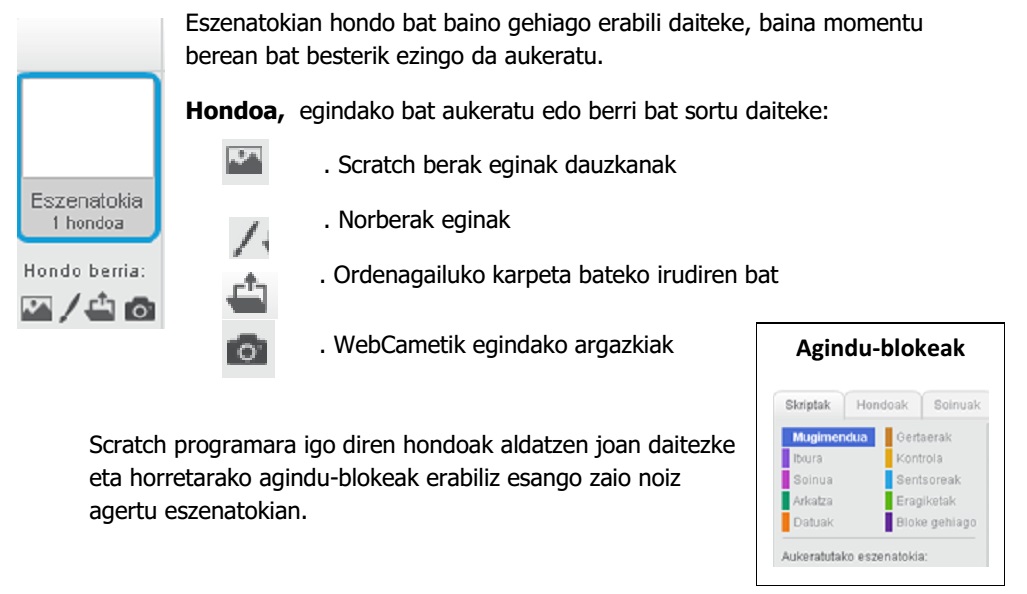 Eszenatokian hondo bat baino gehiago erabili daiteke, baina momentu
berean bat besterik ezingo da aukeratu.
Eszenatokia
1 hondoa
Hondo berria:
Hondoa, egindako bat aukeratu edo berri bat sortu daiteke:
. Scratch berak eginak dauzkanak
. Norberak eginak
. Ordenagailuko karpeta bateko irudiren bat
. WebCametik egindako argazkiak
Scratch programara igo diren hondoak aldatzen joan daitezke
eta horretarako agindu-blokeak erabiliz esango zaio noiz
agertu eszenatokian.
Agindu-blokeak
Skriptak Hondoak Soinuak
Mugimendua Gertaerak
Itxura Kontrola
Soinua Sentsoreak
Arkatza Eragiketak
Datuak Bloke gehiago
Aukeratutako eszenatokia: